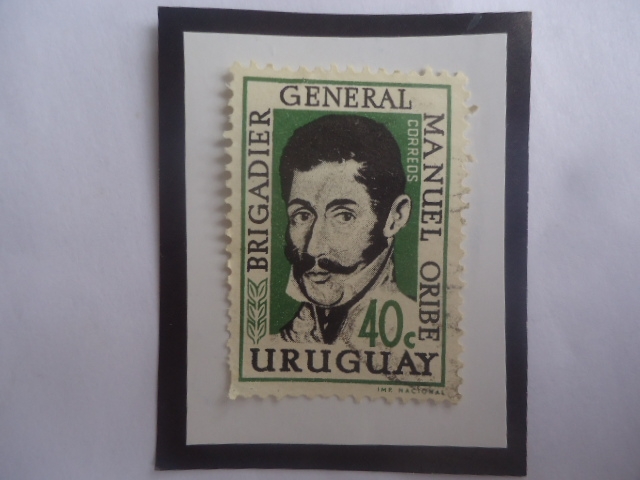 BRIGADIER
GENERAL
MANUEL ORIBE
CORREOS
40c
URUGUAY
IMP. NACIONAL